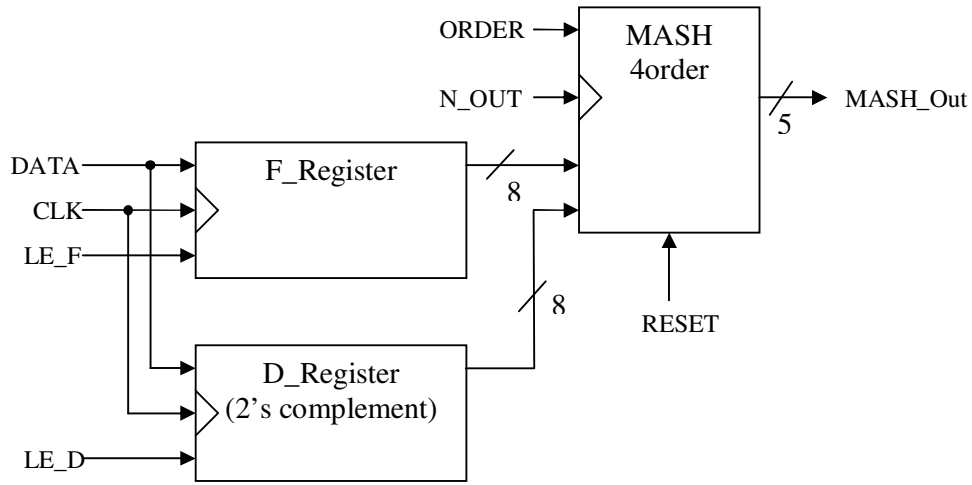 ORDER
MASH
4order
N_OUT
MASH_Out
5
DATA
F_Register
8
CLK
LE_F
8
RESET
D_Register
(2's complement)
LE_D